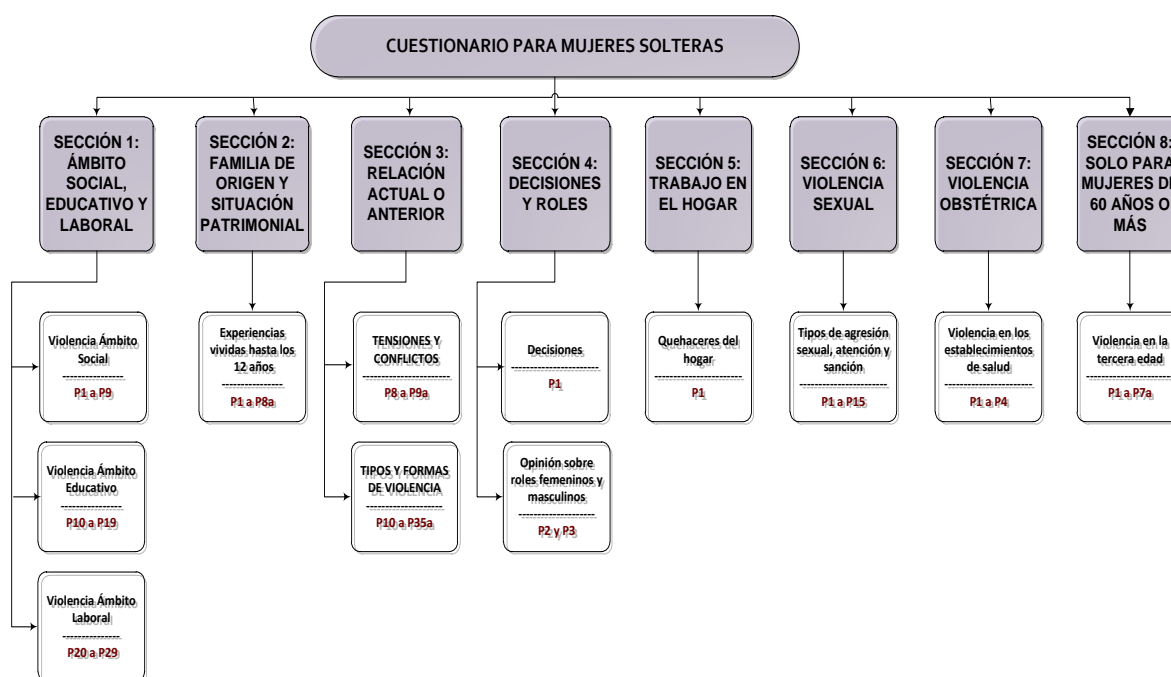 CUESTIONARIO PARA MUJERES SOLTERAS
SECCIÓN 1:
ÁMBITO
SOCIAL,
EDUCATIVO Y
LABORAL
SECCIÓN 2:
FAMILIA DE
ORIGEN Y
SITUACIÓN
PATRIMONIAL
SECCIÓN 3:
RELACIÓN
ACTUAL O
ANTERIOR
SECCIÓN 4:
DECISIONES
Y ROLES
SECCIÓN 5:
TRABAJO EN
EL HOGAR
SECCIÓN 6:
VIOLENCIA
SEXUAL
SECCIÓN 7:
VIOLENCIA
OBSTÉTRICA
SECCIÓN 8:
SOLO PARA
MUJERES DE
60 AÑOS O
MÁS
Violencia Ámbito
Social
P1 a P9
Violencia Ámbito
Educativo
P10 a P19
Violencia Ámbito
Laboral
P20 a P29
Experiencias
vividas hasta los
12 años
P1 a P8a
TENSIONES Y
CONFLICTOS
P8 a P9a
TIPOS Y FORMAS
DE VIOLENCIA
P10 a P35a
Decisiones
P1
Opinión sobre
roles femeninos y
masculinos
P2 y P3
Quehaceres del
hogar
P1
Tipos de agresión
sexual, atención y
sanción
P1 a P15
Violencia en los
establecimientos
de salud
P1 a P4
Violencia en la
tercera edad
P1 a P7a